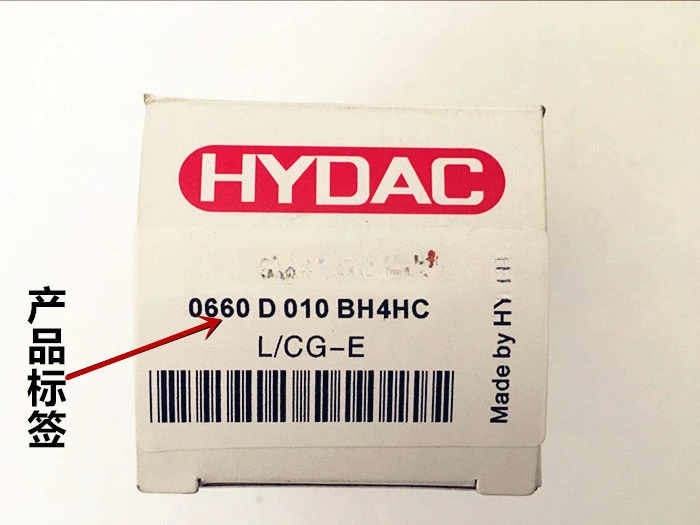 HYDAC
0660 D 010 BH4HC
L/CG-E
Made by
产品标签